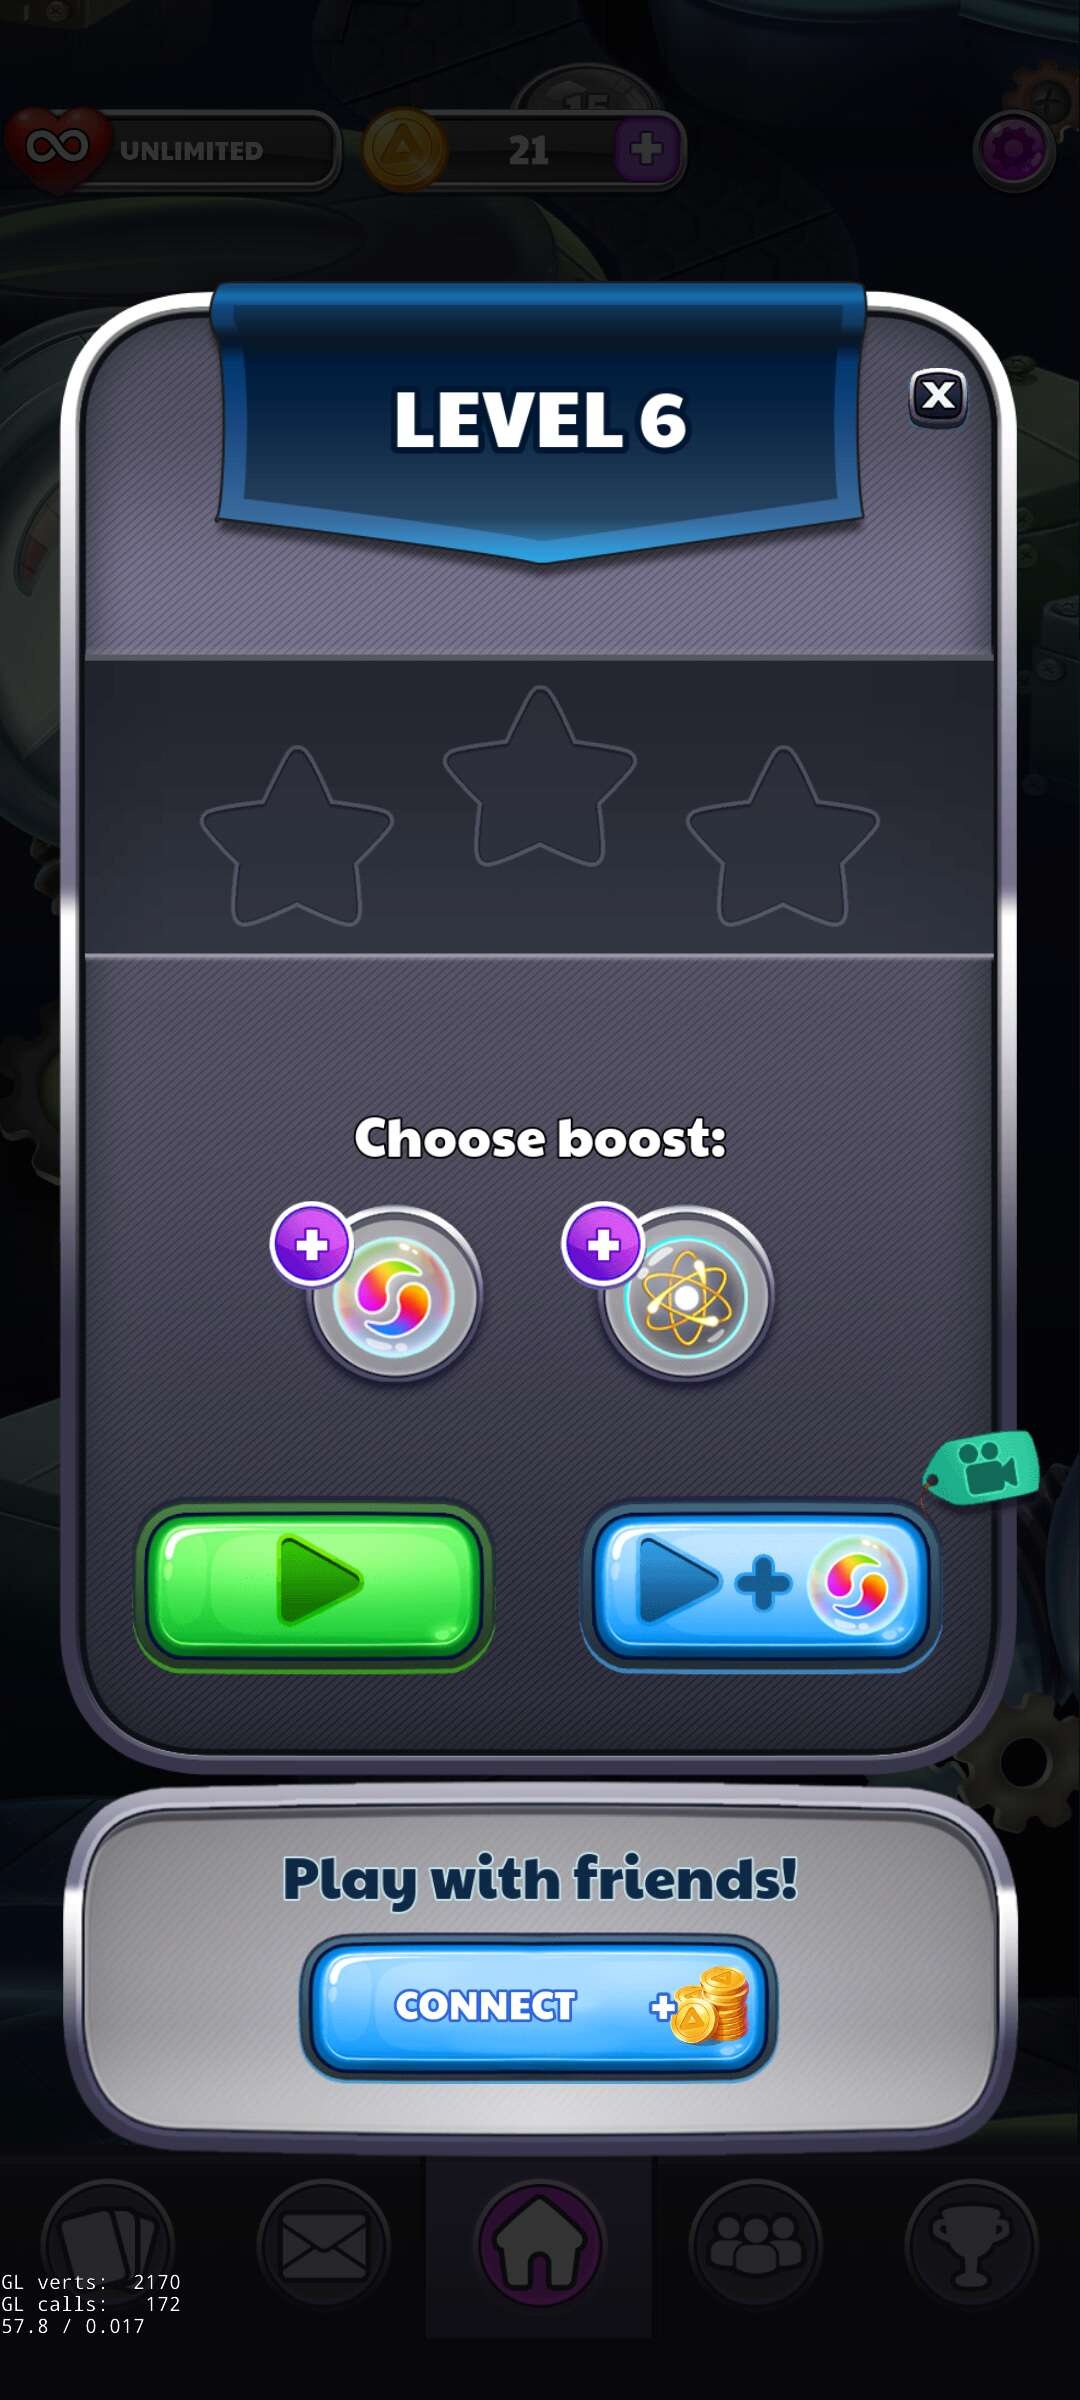 15
UNLIMITED
21
LEVEL 6
X
Choose boost:
Play with friends!
CONNECT +
GL verts: 2170
GL calls: 172
57.8 / 0.017